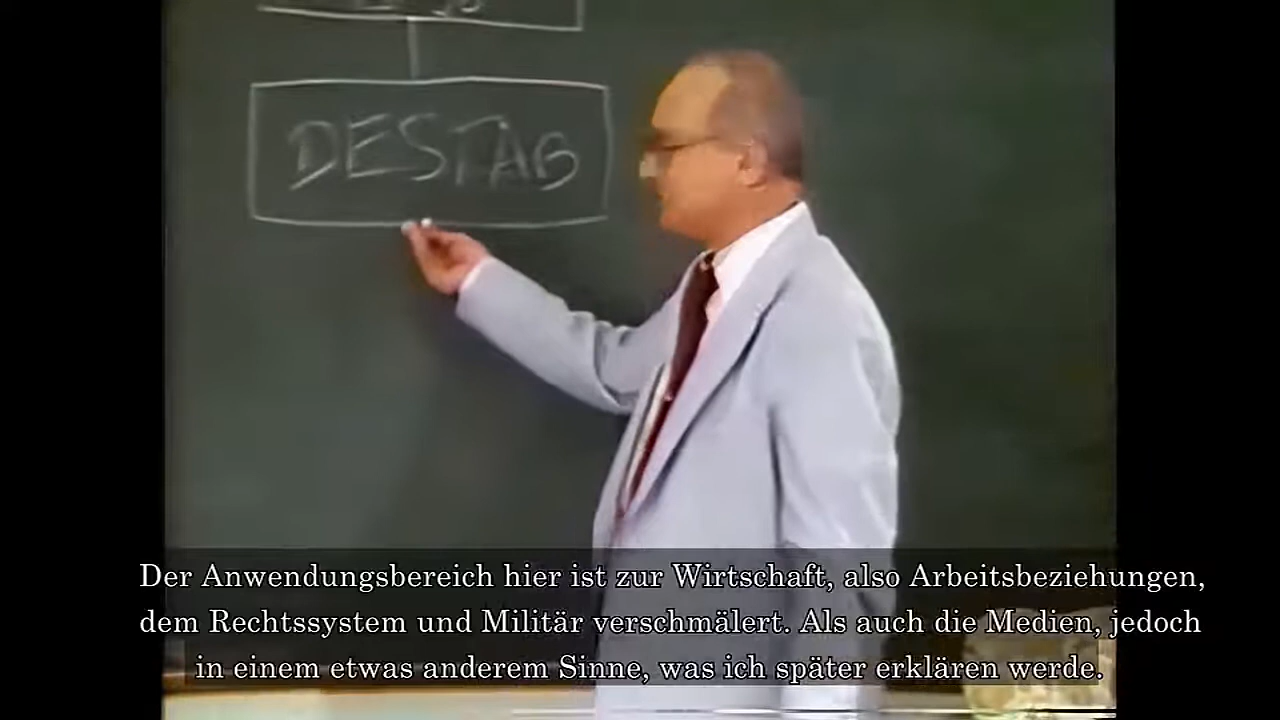 DESTAB
Der Anwendungsbereich hier ist zur Wirtschaft, also Arbeitsbeziehungen,
dem Rechtssystem und Militär verschmälert. Als auch die Medien, jedoch
in einem etwas anderem Sinne, was ich später erklären werde.